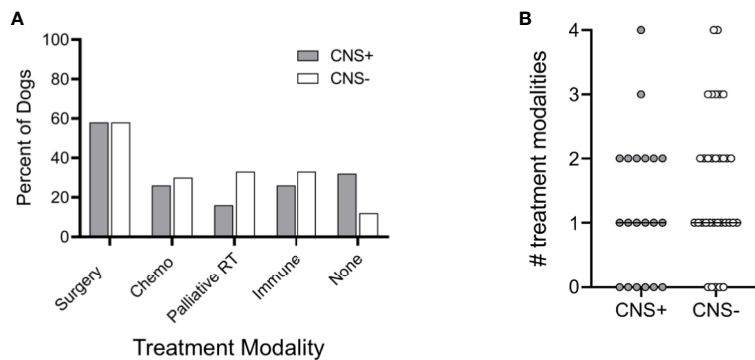 A
100
80
60
40
20
0
Percent of Dogs
CNS+
CNS-
Surgery
Chemo
Palliative RT
Immune
None
Treatment Modality
B
4
3
2
1
0
# treatment modalities
CNS+
CNS-